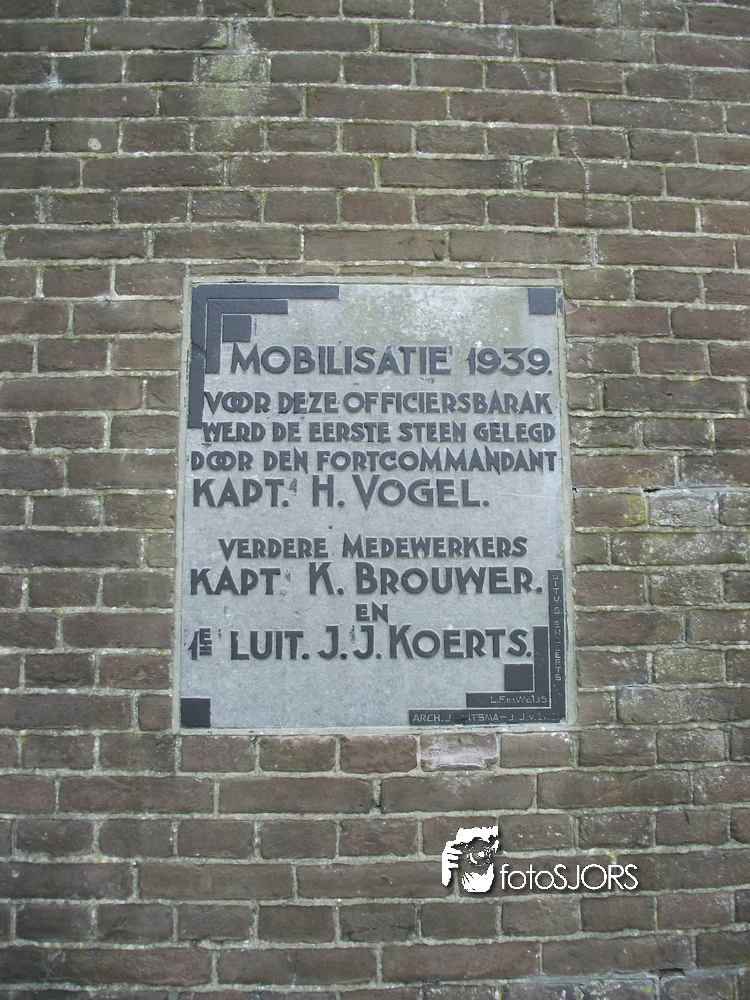 MOBILISATIE 1939.
VOOR DEZE OFFICIERSBARAK
WERD DE EERSTE STEEN GELEGD
DOOR DEN FORTCOMMANDANT
KAPT. H. VOGEL.
VERDERE MEDEWERKERS
KAPT K. BROUWER.
EN
1E LUIT. J. J. KOERTS.
ARCH. J.
fotoSJORS